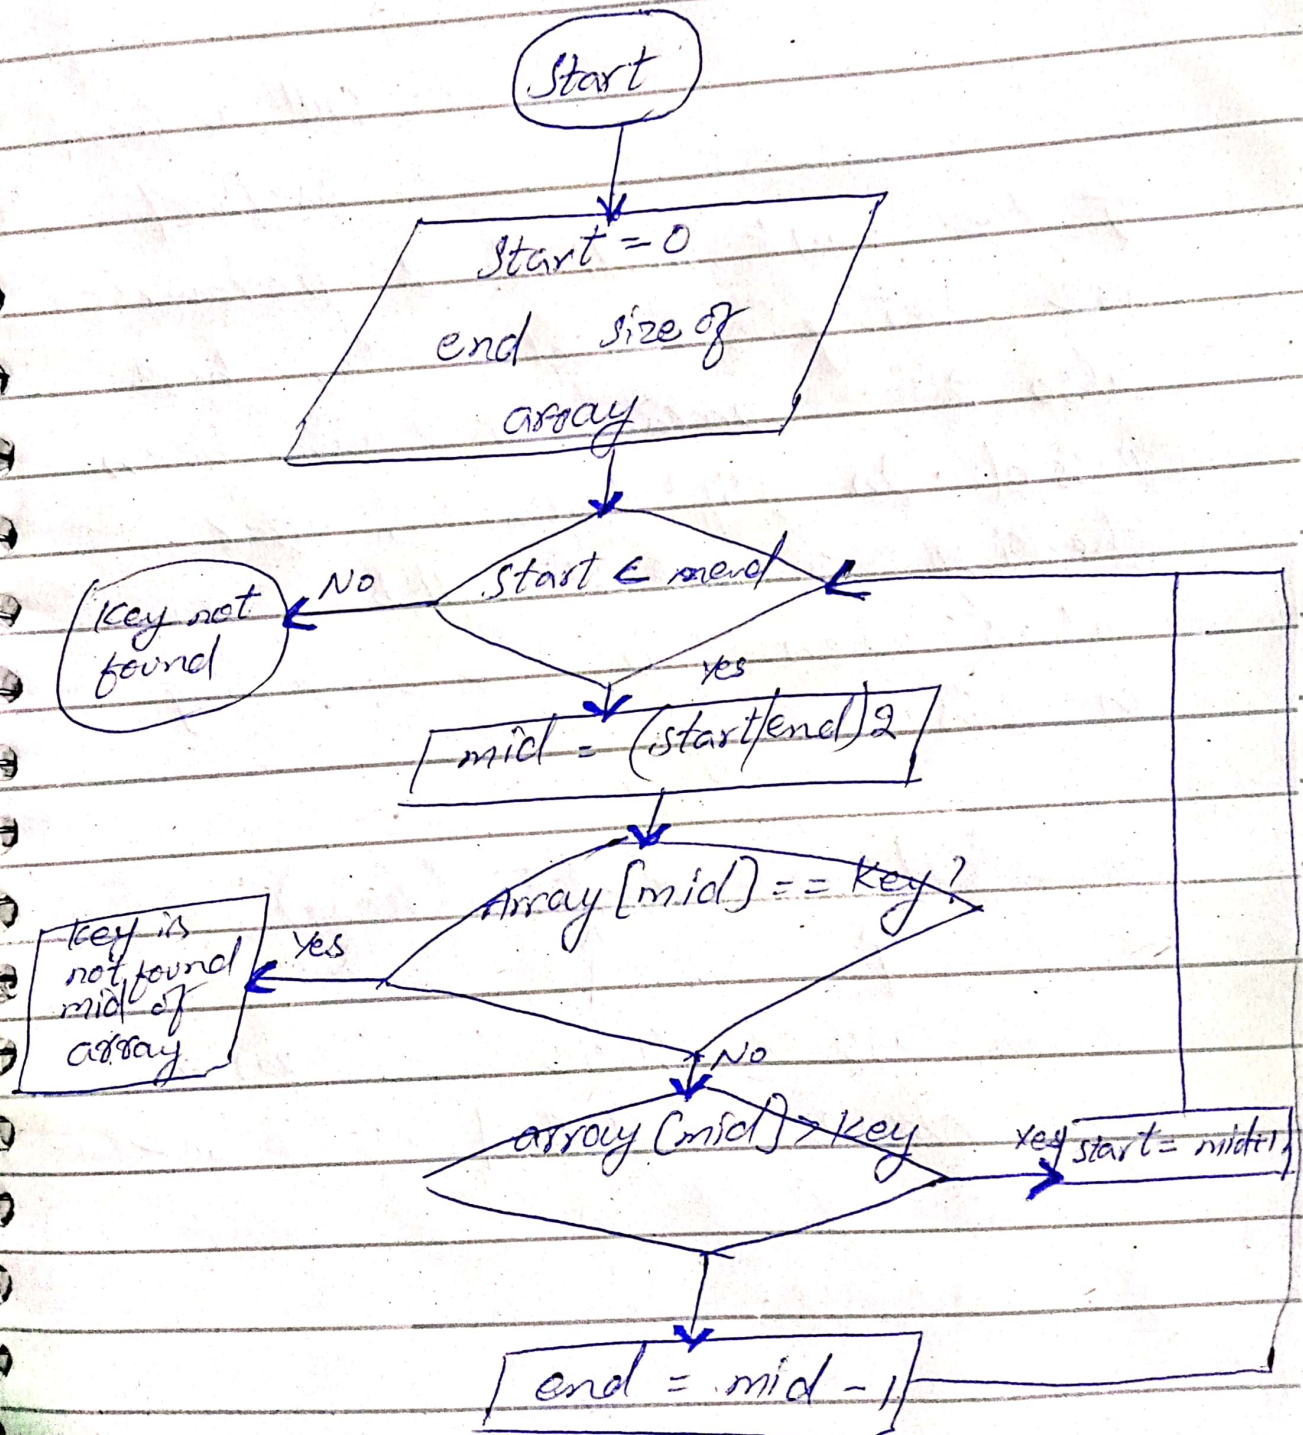 Start
Start = 0
end size of
array
Start ∈ mend
No
Key not
found
Yes
mid = (start/end)2
Array [mid] == Key?
Yes
Key is
not found
mid of
array
No
array [mid] > Key
Yes
start = mid+1
end = mid - 1